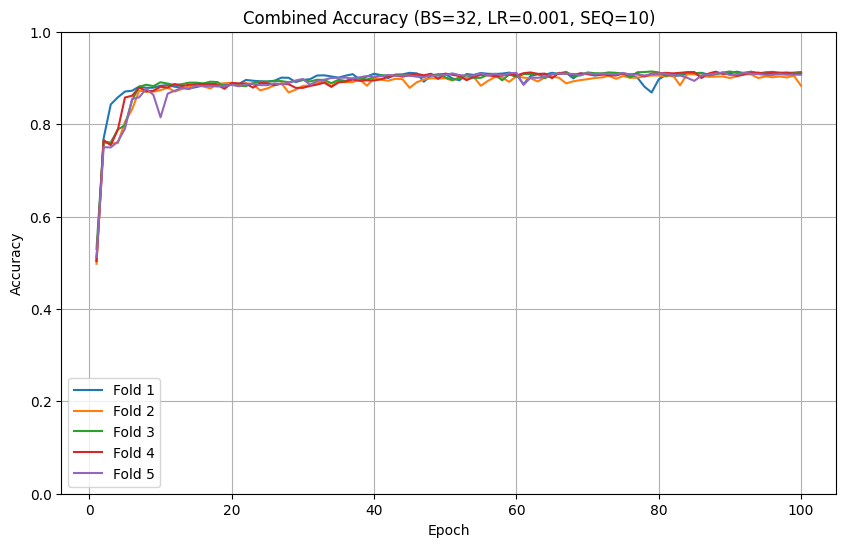 Combined Accuracy (BS=32, LR=0.001, SEQ=10)
1.0
0.8
0.6
0.4
0.2
0.0
Accuracy
Fold 1
Fold 2
Fold 3
Fold 4
Fold 5
0 20 40 60 80 100
Epoch